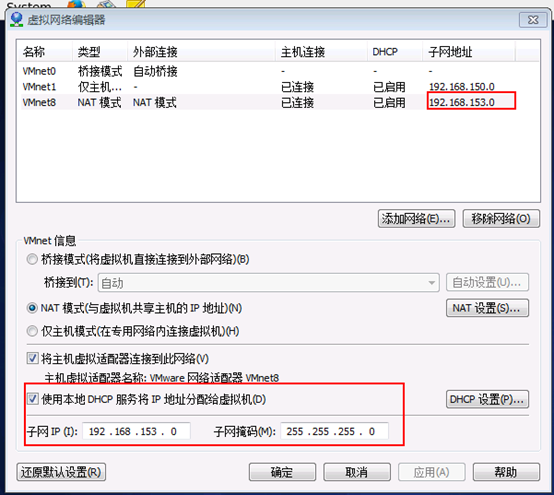 System
虚拟网络编辑器
名称 类型 外部连接 主机连接 DHCP 子网地址
VMnet0 桥接模式 自动桥接 - - -
VMnet1 仅主机... - 已连接 已启用 192.168.150.0
VMnet8 NAT 模式 NAT 模式 已连接 已启用 192.168.153.0
添加网络(E)... 移除网络(O)
VMnet 信息
桥接模式(将虚拟机直接连接到外部网络)(B)
桥接到(T): 自动 自动设置(U)...
NAT 模式(与虚拟机共享主机的 IP 地址)(N) NAT 设置(S)...
仅主机模式(在专用网络内连接虚拟机)(H)
将主机虚拟适配器连接到此网络(V)
主机虚拟适配器名称: VMware 网络适配器 VMnet8
使用本地 DHCP 服务将 IP 地址分配给虚拟机(D) DHCP 设置(P)...
子网 IP (I): 192 .168 .153 . 0 子网掩码(M): 255 .255 .255 . 0
还原默认设置(R) 确定 取消 应用(A) 帮助